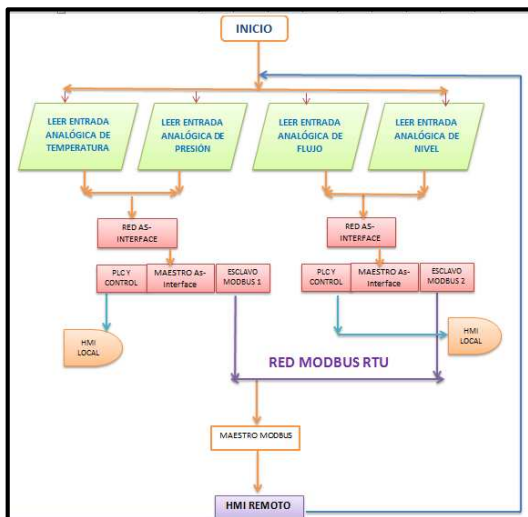 INICIO
LEER ENTRADA
ANALÓGICA DE
TEMPERATURA
LEER ENTRADA
ANALÓGICA DE
PRESIÓN
LEER ENTRADA
ANALÓGICA DE
FLUJO
LEER ENTRADA
ANALÓGICA DE
NIVEL
RED AS-
INTERFACE
RED AS-
INTERFACE
PLC Y
CONTROL
MAESTRO As-
Interface
ESCLAVO
MODBUS 1
PLC Y
CONTROL
MAESTRO As-
Interface
ESCLAVO
MODBUS 2
HMI
LOCAL
HMI
LOCAL
RED MODBUS RTU
MAESTRO MODBUS
HMI REMOTO